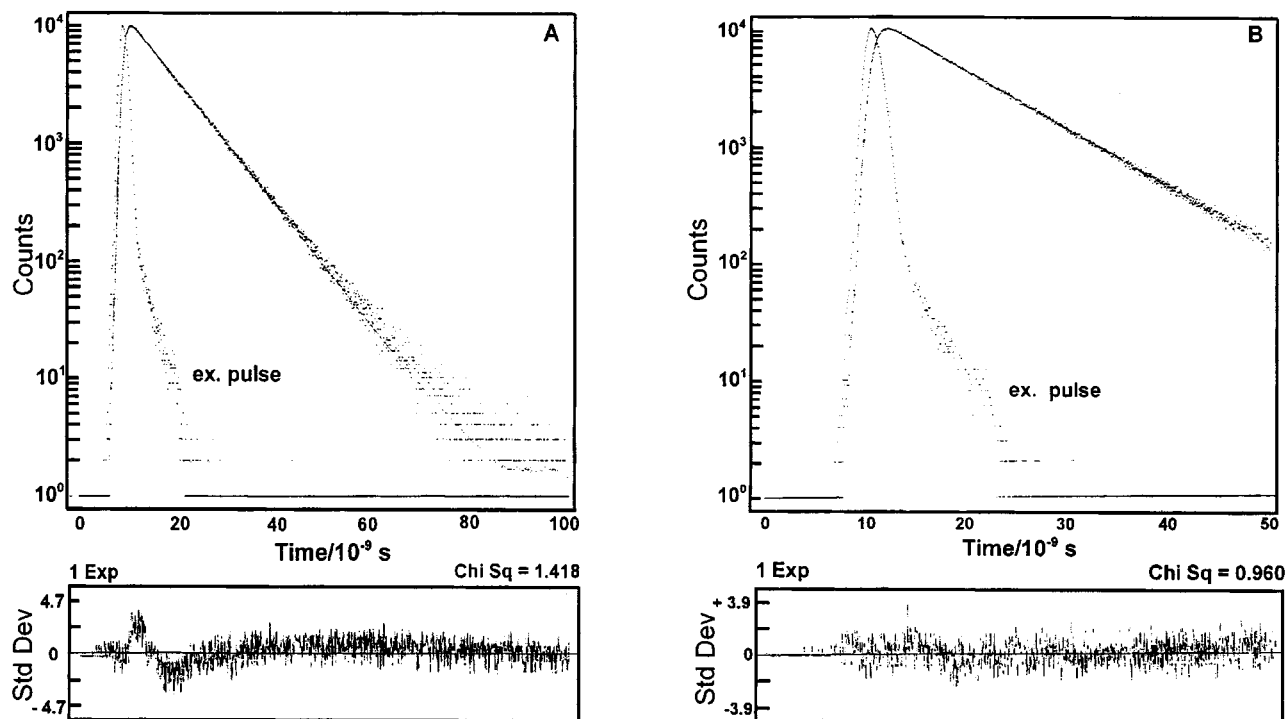 A
Counts
10⁴
10³
10²
10¹
10⁰
ex. pulse
0 20 40 60 80 100
Time/10⁻⁹ s
1 Exp Chi Sq = 1.418
Std Dev
4.7
0
- 4.7
B
Counts
10⁴
10³
10²
10¹
10⁰
ex. pulse
0 10 20 30 40 50
Time/10⁻⁹ s
1 Exp Chi Sq = 0.960
Std Dev
+ 3.9
0
-3.9